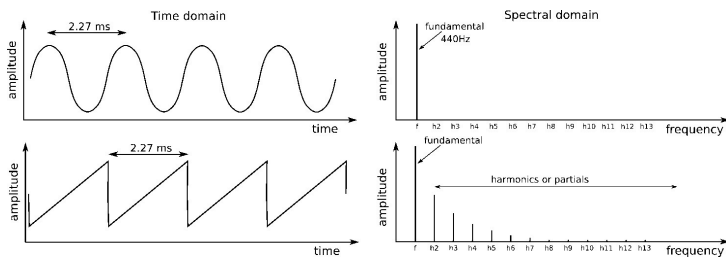 Time domain
2.27 ms
amplitude
time
Spectral domain
fundamental
440Hz
amplitude
f h2 h3 h4 h5 h6 h7 h8 h9 h10 h11 h12 h13
frequency
2.27 ms
amplitude
time
fundamental
harmonics or partials
amplitude
f h2 h3 h4 h5 h6 h7 h8 h9 h10 h11 h12 h13
frequency